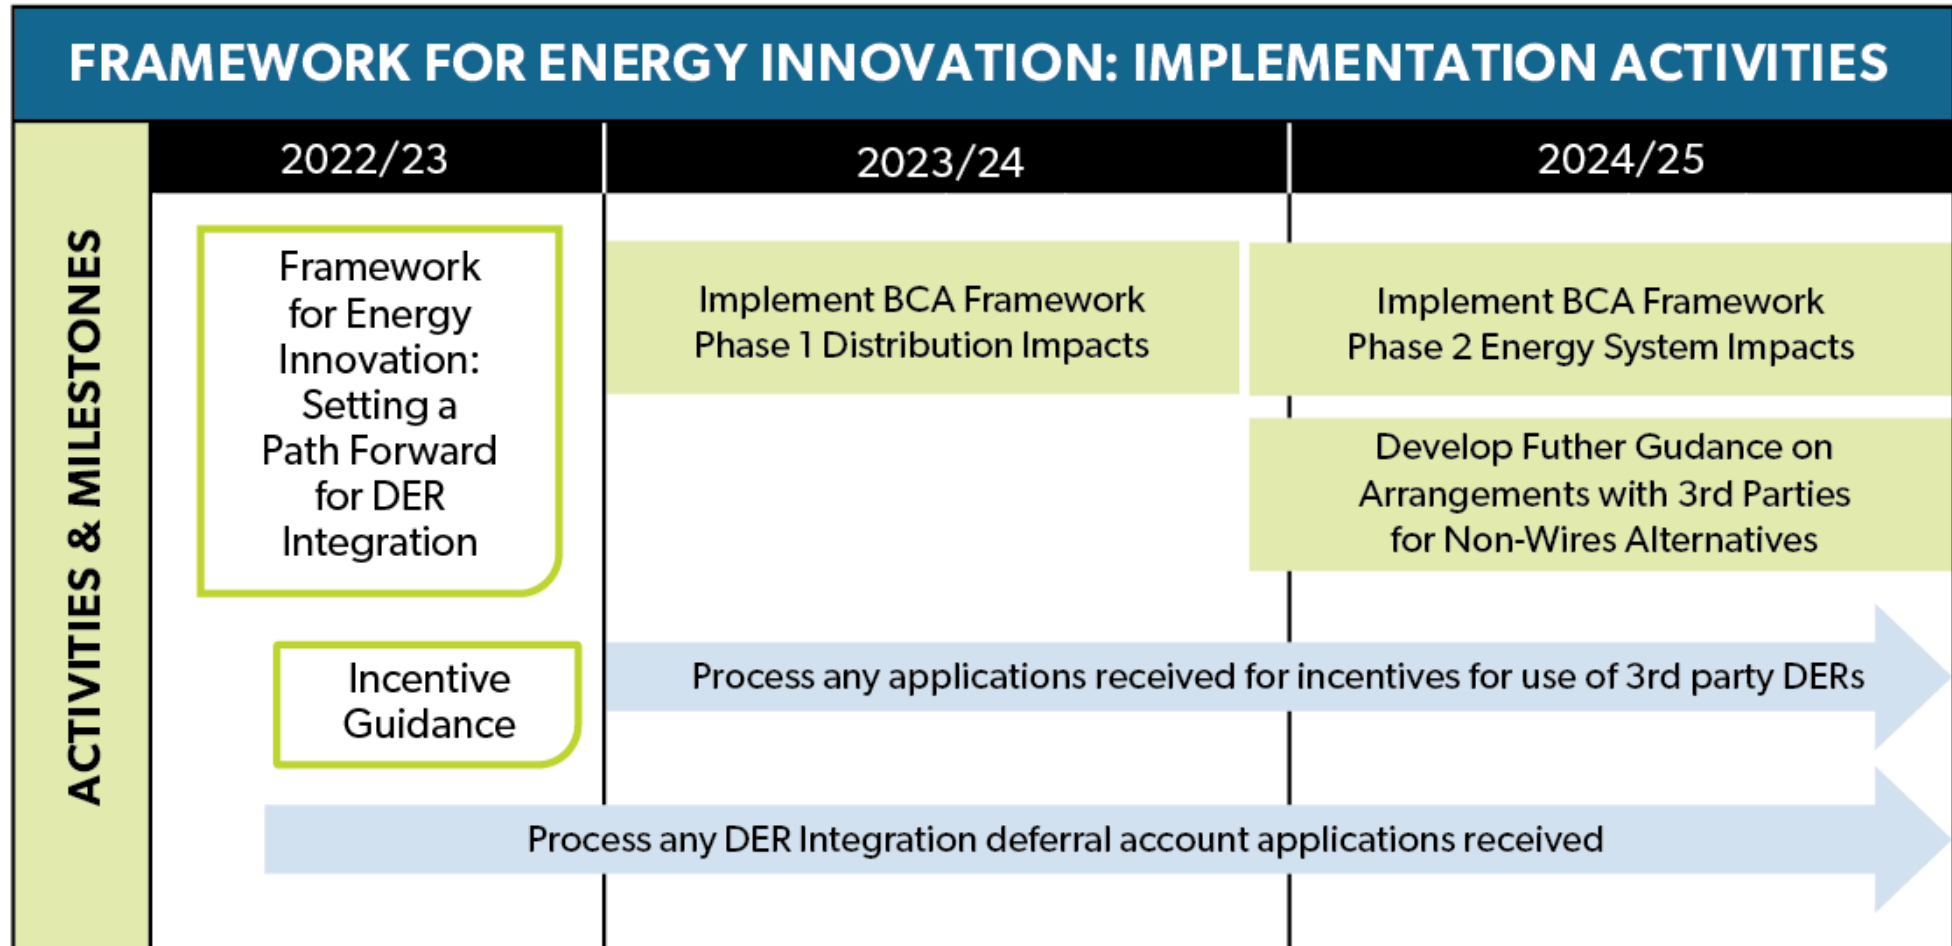 FRAMEWORK FOR ENERGY INNOVATION: IMPLEMENTATION ACTIVITIES
ACTIVITIES & MILESTONES
2022/23
2023/24
2024/25
Framework
for Energy
Innovation:
Setting a
Path Forward
for DER
Integration
Implement BCA Framework
Phase 1 Distribution Impacts
Implement BCA Framework
Phase 2 Energy System Impacts
Develop Futher Gudance on
Arrangements with 3rd Parties
for Non-Wires Alternatives
Incentive
Guidance
Process any applications received for incentives for use of 3rd party DERs
Process any DER Integration deferral account applications received